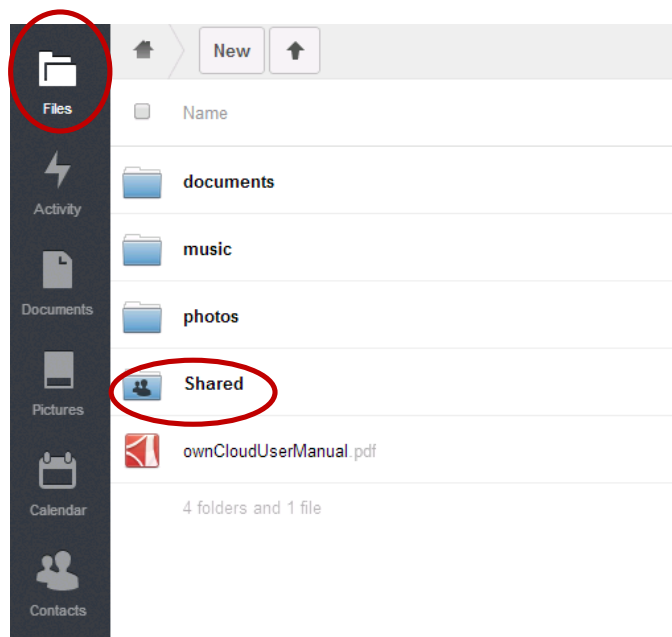 Files
Activity
Documents
Pictures
Calendar
Contacts
New
Name
documents
music
photos
Shared
ownCloudUserManual.pdf
4 folders and 1 file